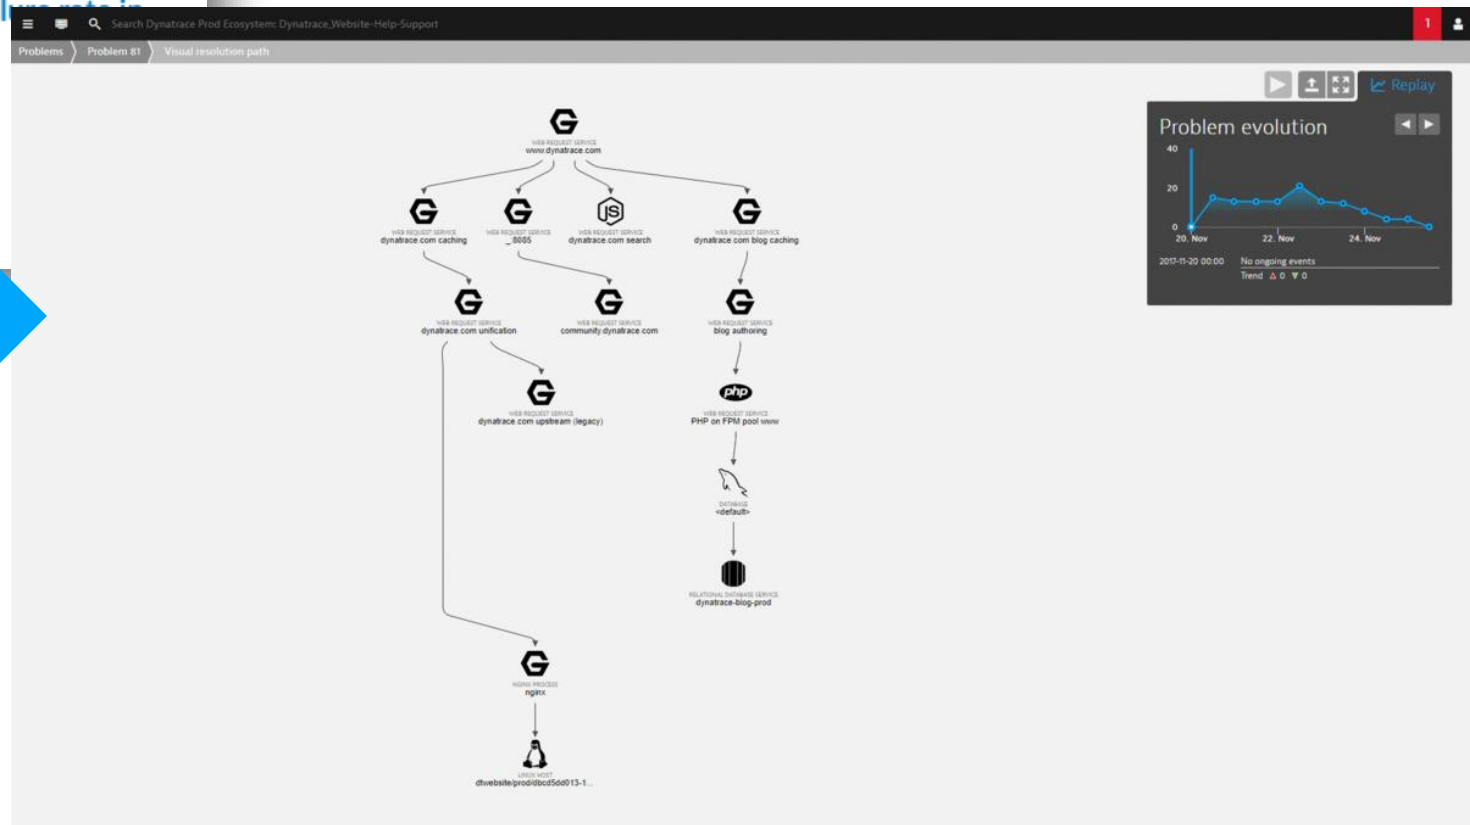 lure rate in
Search Dynatrace Prod Ecosystem: Dynatrace,Website-Help-Support
1
Problems
Problem 81
Visual resolution path
Replay
Problem evolution
40
20
0
20. Nov
22. Nov
24. Nov
2017-11-20 00:00
No ongoing events
Trend 0 0
WEB REQUEST SERVICE
www.dynatrace.com
WEB REQUEST SERVICE
dynatrace.com caching
WEB REQUEST SERVICE
_:8085
JS
WEB REQUEST SERVICE
dynatrace.com search
WEB REQUEST SERVICE
dynatrace.com blog caching
WEB REQUEST SERVICE
dynatrace.com unification
WEB REQUEST SERVICE
community.dynatrace.com
WEB REQUEST SERVICE
blog authoring
WEB REQUEST SERVICE
dynatrace.com upstream (legacy)
php
WEB REQUEST SERVICE
PHP on FPM pool www
DATABASE
<default>
RELATIONAL DATABASE SERVICE
dynatrace-blog-prod
NGINX PROCESS
nginx
LINUX HOST
dtwebsite/prod/dbcd5dd013-1...